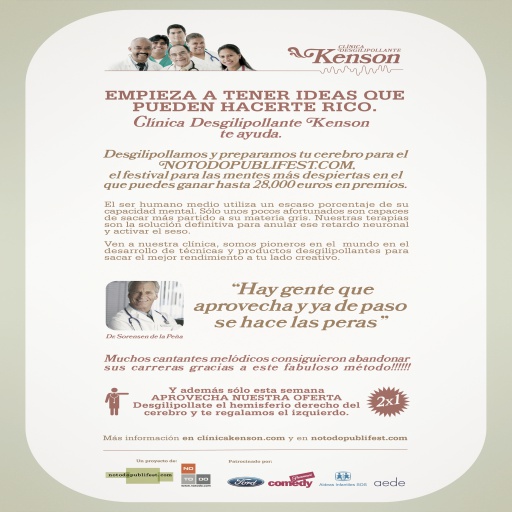 CLÍNICA
DESGILIPOLLANTE
Kenson
EMPIEZA A TENER IDEAS QUE
PUEDEN HACERTE RICO.
Clínica Desgilipollante Kenson
te ayuda.
Desgilipollamos y preparamos tu cerebro para el
NOTODOPUBLIFEST.COM,
el festival para las mentes más despiertas en el
que puedes ganar hasta 28,000 euros en premios.
El ser humano medio utiliza un escaso porcentaje de su
capacidad mental. Sólo unos pocos afortunados son capaces
de sacar más partido a su materia gris. Nuestras terapias
son la solución definitiva para anular ese retardo neuronal
y activar el seso.
Ven a nuestra clínica, somos pioneros en el mundo en el
desarrollo de técnicas y productos desgilipollantes para
sacar el mejor rendimiento a tu lado creativo.
"Hay gente que
aprovecha y ya de paso
se hace las peras"
De Sorensen de la Peña
Muchos cantantes melódicos consiguieron abandonar
sus carreras gracias a este fabuloso método!!!!!!
Y además sólo esta semana
APROVECHA NUESTRA OFERTA
Desgilipollate el hemisferio derecho del
cerebro y te regalamos el izquierdo.
2x1
Más información en clinicakenson.com y en notodopublifest.com
Un proyecto de:
Patrocinado por:
notodopublifest.com
NO
TO DO
Ford
comedy
Aldeas Infantiles SOS
aede